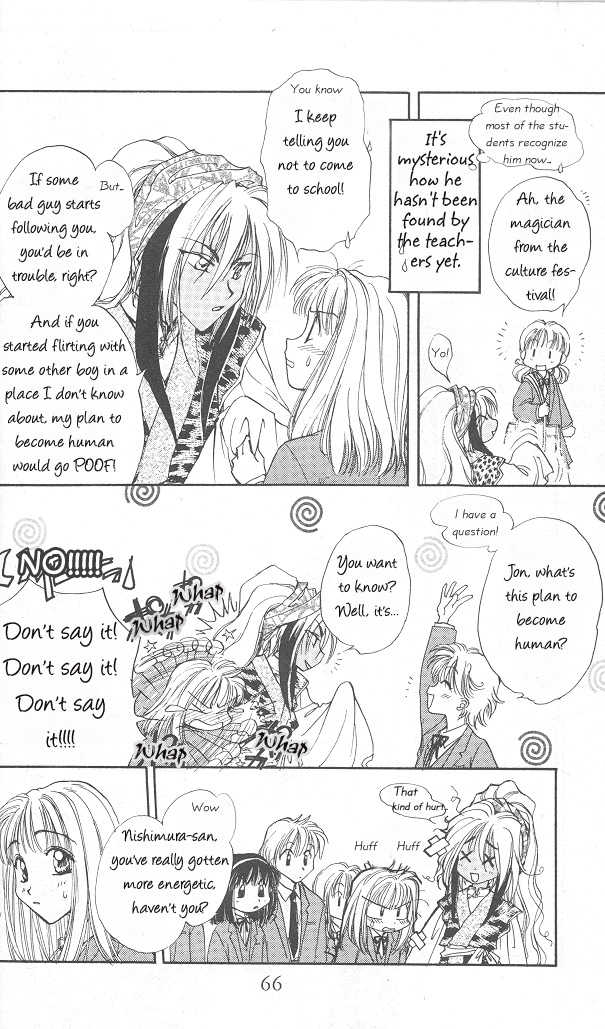 Even though
most of the stu-
dents recognize
him now...
Ah, the
magician
from the
culture fes-
tival!
Yo!
It's
mysterious
how he
hasn't been
found by
the teach-
ers yet.
You know
I keep
telling you
not to come
to school!
But...
If some
bad guy starts
following you,
you'd be in
trouble, right?
And if you
started flirting with
some other boy in a
place I don't know
about, my plan to
become human
would go POOF!
I have a
question!
Jon, what's
this plan to
become
human?
You want
to know?
Well, it's...
Whap
Whap
Whap
Whap
NO!!!!!
Don't say it!
Don't say it!
Don't say
it!!!!
That
kind of hurt...
Huff Huff
Wow
Nishimura-san,
you've really gotten
more energetic,
haven't you?
66